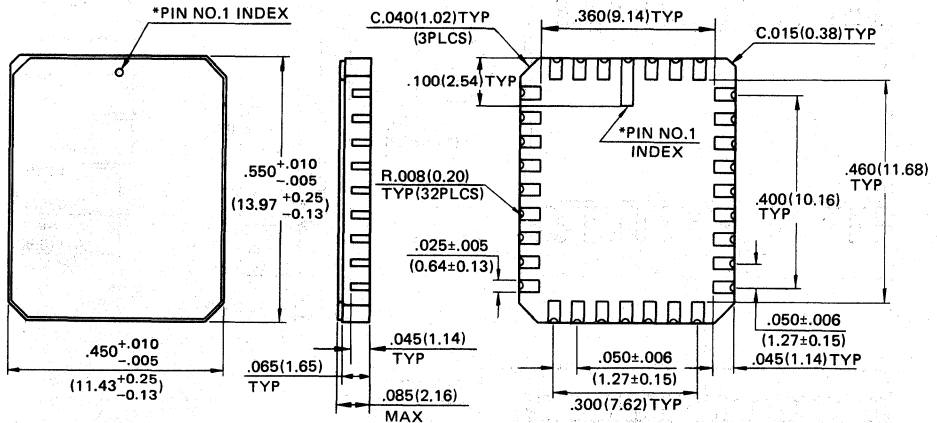 *PIN NO.1 INDEX
.550+.010
-.005
(13.97+0.25
-0.13)
.450+.010
-.005
(11.43+0.25
-0.13)
.045(1.14)
TYP
.065(1.65)
TYP
.085(2.16)
MAX
C.040(1.02)TYP
(3PLCS)
.360(9.14)TYP
C.015(0.38)TYP
.100(2.54)TYP
*PIN NO.1
INDEX
R.008(0.20)
TYP(32PLCS)
.025±.005
(0.64±0.13)
.460(11.68)
TYP
.400(10.16)
TYP
.050±.006
(1.27±0.15)
.045(1.14)TYP
.050±.006
(1.27±0.15)
.300(7.62)TYP